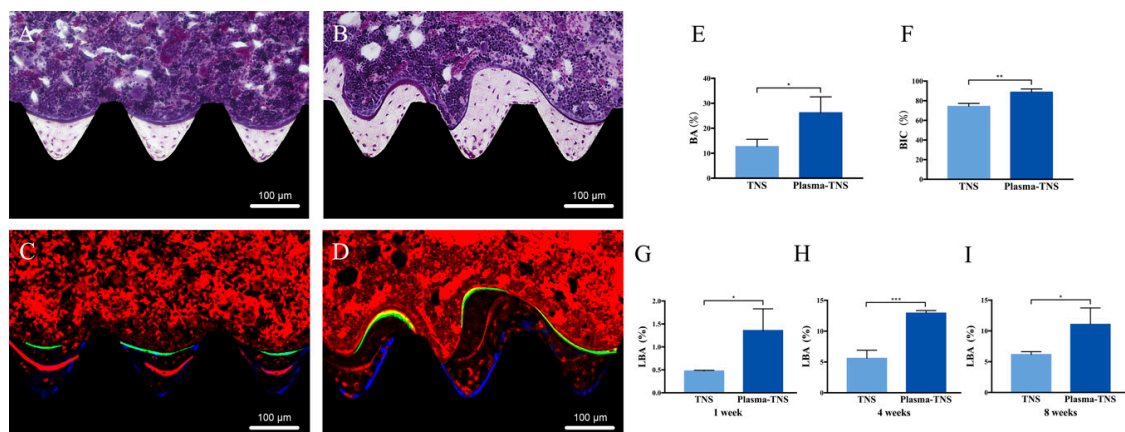 A
B
100 μm
100 μm
C
D
100 μm
100 μm
E
F
BA (%)
40
30
20
10
0
*
TNS
Plasma-TNS
BIC (%)
100
80
60
40
20
0
**
TNS
Plasma-TNS
G
H
I
LBA (%)
2.0
1.5
1.0
0.5
0.0
*
TNS
Plasma-TNS
1 week
LBA (%)
15
10
5
0
***
TNS
Plasma-TNS
4 weeks
LBA (%)
15
10
5
0
*
TNS
Plasma-TNS
8 weeks